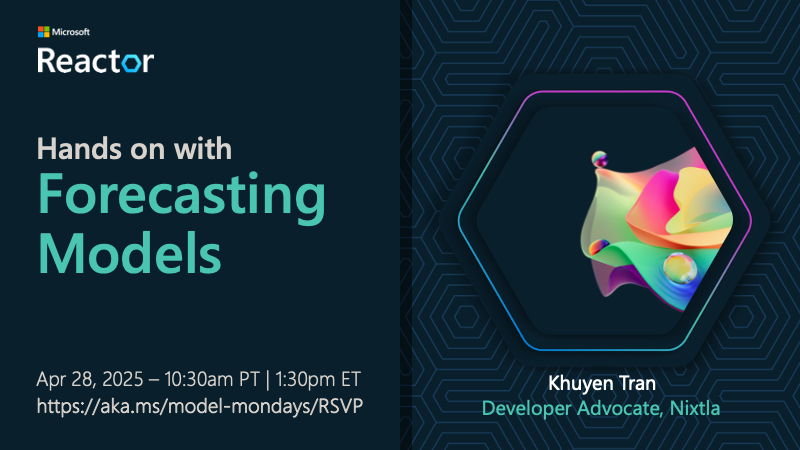 Microsoft
Reactor
Hands on with
Forecasting
Models
Apr 28, 2025 – 10:30am PT | 1:30pm ET
https://aka.ms/model-mondays/RSVP
Khuyen Tran
Developer Advocate, Nixtla